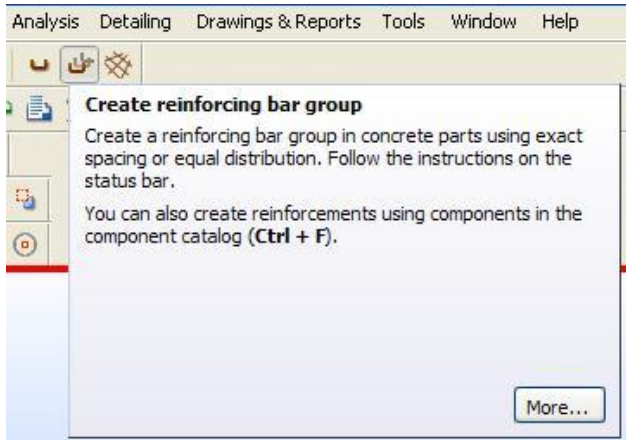 Analysis Detailing Drawings & Reports Tools Window Help
Create reinforcing bar group
Create a reinforcing bar group in concrete parts using exact
spacing or equal distribution. Follow the instructions on the
status bar.
You can also create reinforcements using components in the
component catalog (Ctrl + F).
More...